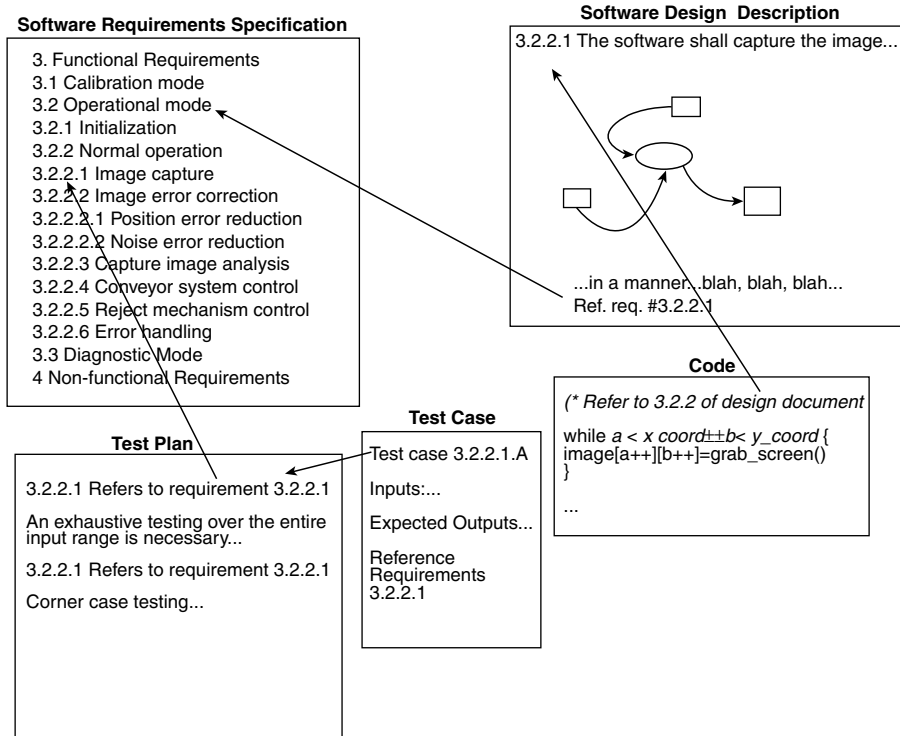 Software Requirements Specification
3. Functional Requirements
3.1 Calibration mode
3.2 Operational mode
3.2.1 Initialization
3.2.2 Normal operation
3.2.2.1 Image capture
3.2.2.2 Image error correction
3.2.2.2.1 Position error reduction
3.2.2.2.2 Noise error reduction
3.2.2.3 Capture image analysis
3.2.2.4 Conveyor system control
3.2.2.5 Reject mechanism control
3.2.2.6 Error handling
3.3 Diagnostic Mode
4 Non-functional Requirements
Software Design Description
3.2.2.1 The software shall capture the image...
...in a manner...blah, blah, blah...
Ref. req. #3.2.2.1
Code
(* Refer to 3.2.2 of design document
while a < x coord±±b< y_coord {
image[a++][b++]=grab_screen()
}
...
Test Plan
3.2.2.1 Refers to requirement 3.2.2.1
An exhaustive testing over the entire
input range is necessary...
3.2.2.1 Refers to requirement 3.2.2.1
Corner case testing...
Test Case
Test case 3.2.2.1.A
Inputs:...
Expected Outputs...
Reference
Requirements
3.2.2.1